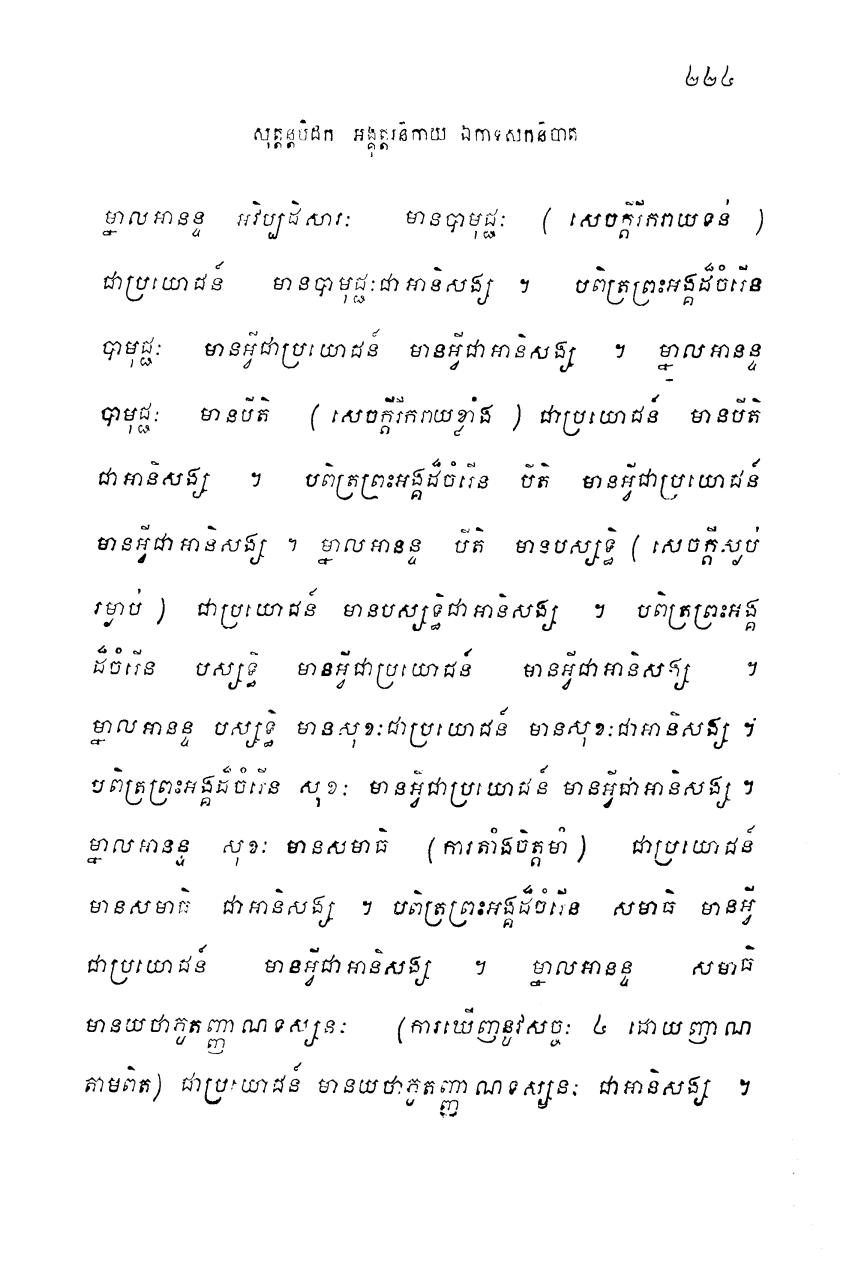 ២២៤
សុត្តន្តបិដក អង្គុត្តរនិកាយ ឯកាទសកនិបាត
ម្នាលអានន្ទ អវិប្បដិសារៈ មានបាមុជ្ជៈ ( សេចក្តីរីករាយទន់ )
ជាប្រយោជន៍ មានបាមុជ្ជៈជាអានិសង្ស ។ បពិត្រព្រះអង្គដ៏ចំរើន
បាមុជ្ជៈ មានអ្វីជាប្រយោជន៍ មានអ្វីជាអានិសង្ស ។ ម្នាលអានន្ទ
បាមុជ្ជៈ មានបីតិ ( សេចក្តីរីករាយខ្លាំង ) ជាប្រយោជន៍ មានបីតិ
ជាអានិសង្ស ។ បពិត្រព្រះអង្គដ៏ចំរើន បីតិ មានអ្វីជាប្រយោជន៍
មានអ្វីជាអានិសង្ស ។ ម្នាលអានន្ទ បីតិ មានបស្សទ្ធិ ( សេចក្តីស្ងប់
រម្ងាប់ ) ជាប្រយោជន៍ មានបស្សទ្ធិជាអានិសង្ស ។ បពិត្រព្រះអង្គ
ដ៏ចំរើន បស្សទ្ធិ មានអ្វីជាប្រយោជន៍ មានអ្វីជាអានិសង្ស ។
ម្នាលអានន្ទ បស្សទ្ធិ មានសុខៈជាប្រយោជន៍ មានសុខៈជាអានិសង្ស ។
បពិត្រព្រះអង្គដ៏ចំរើន សុខៈ មានអ្វីជាប្រយោជន៍ មានអ្វីជាអានិសង្ស ។
ម្នាលអានន្ទ សុខៈ មានសមាធិ ( ការតាំងចិត្តមាំ ) ជាប្រយោជន៍
មានសមាធិ ជាអានិសង្ស ។ បពិត្រព្រះអង្គដ៏ចំរើន សមាធិ មានអ្វី
ជាប្រយោជន៍ មានអ្វីជាអានិសង្ស ។ ម្នាលអានន្ទ សមាធិ
មានយថាភូតញ្ញាណទស្សនៈ (ការឃើញនូវសច្ចៈ ៤ ដោយញាណ
តាមពិត) ជាប្រយោជន៍ មានយថាភូតញ្ញាណទស្សនៈ ជាអានិសង្ស ។